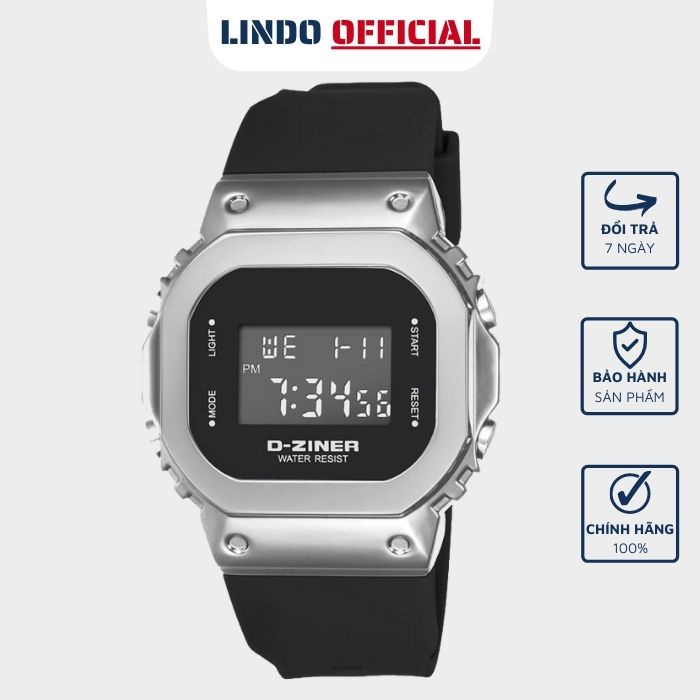 LINDO OFFICIAL
LIGHT
START
WE 1-11
PM
7:34 56
MODE
RESET
D-ZINER
WATER RESIST
ĐỔI TRẢ
7 NGÀY
BẢO HÀNH
SẢN PHẨM
CHÍNH HÃNG
100%